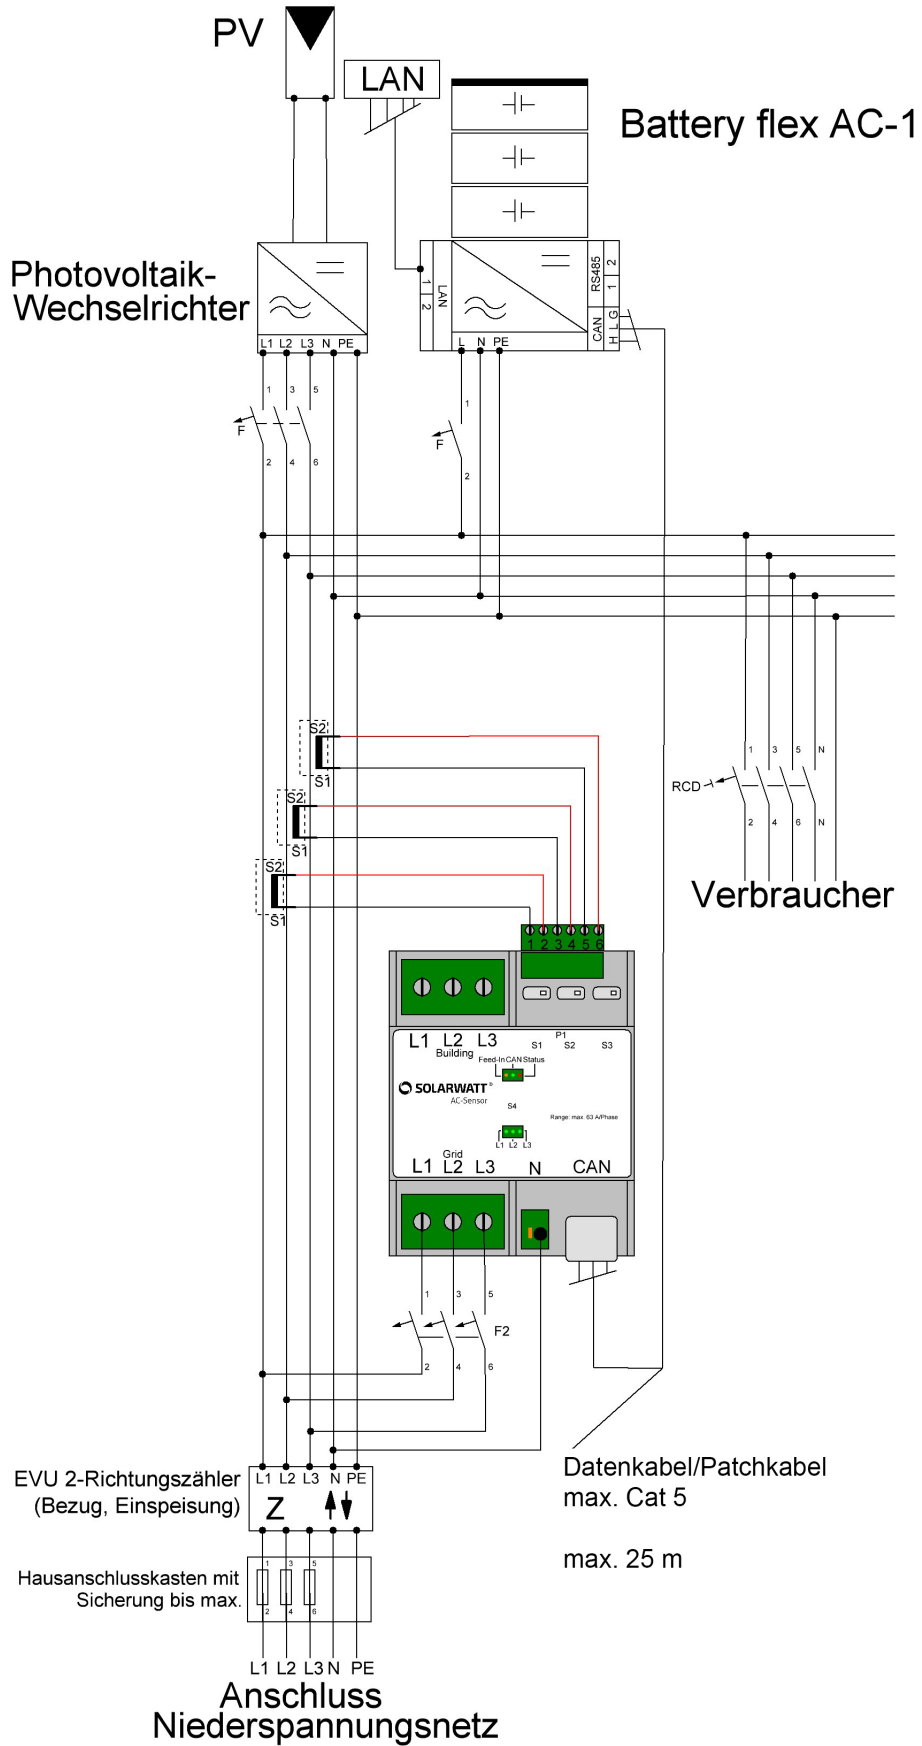 PV
LAN
Battery flex AC-1
Photovoltaik-
Wechselrichter
L1 L2 L3 N PE
LAN
1
2
RS485
1 2
CAN
H L G
L N PE
1 3 5
F
2 4 6
1
F
2
S2
S1
S2
S1
S2
S1
1 3 5 N
RCD
2 4 6 N
Verbraucher
1 2 3 4 5 6
L1 L2 L3
Building
P1
S1 S2 S3
Feed-In CAN Status
SOLARWATT®
AC-Sensor
S4
Range: max. 63 A/Phase
L1 L2 L3
Grid
L1 L2 L3 N CAN
1 3 5
F2
2 4 6
Datenkabel/Patchkabel
max. Cat 5
max. 25 m
EVU 2-Richtungszähler
(Bezug, Einspeisung)
L1 L2 L3 N PE
Z
Hausanschlusskasten mit
Sicherung bis max.
1 3 5
2 4 6
L1 L2 L3 N PE
Anschluss
Niederspannungsnetz